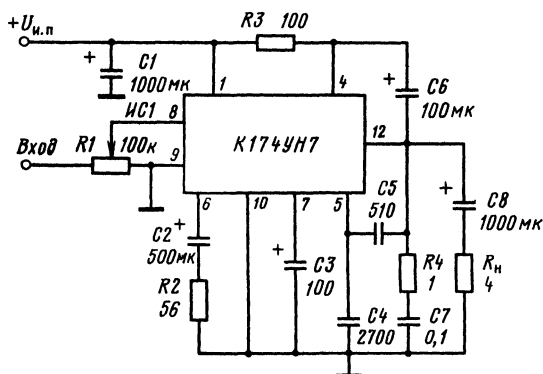 +Uи.п
R3 100
C1
1000мк
1
4
C6
100мк
ИС1
8
Вход
R1
100к
9
К174УН7
12
6
10
7
5
C5
510
C8
1000мк
C2
500мк
R2
56
C3
100
R4
1
Rн
4
C4
2700
C7
0,1